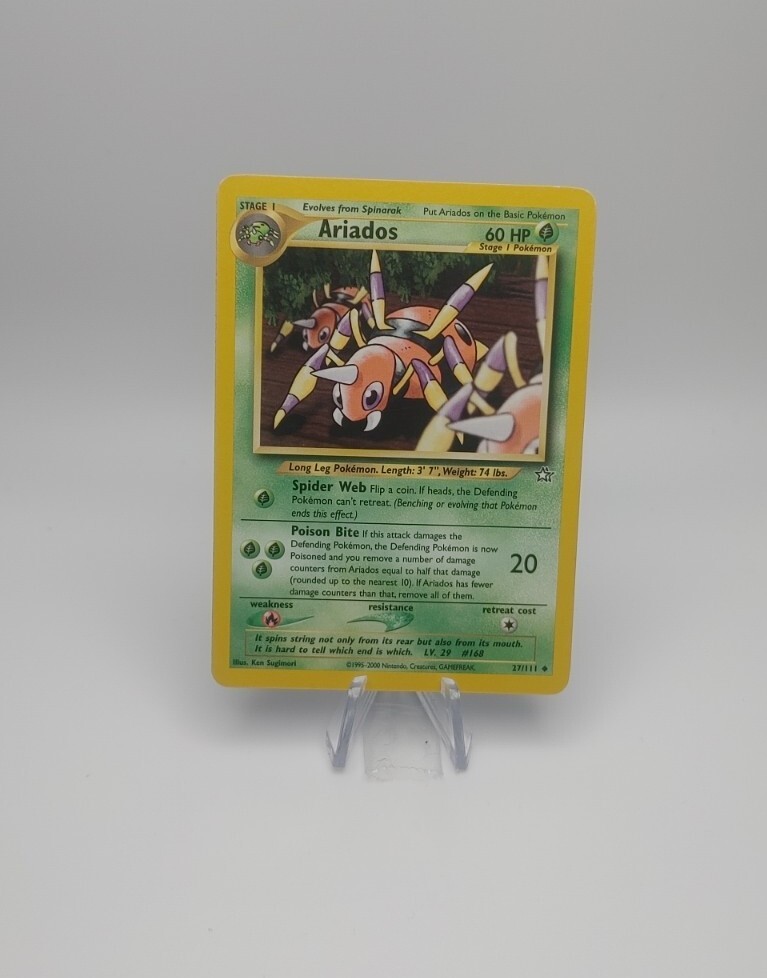 STAGE 1 Evolves from Spinarak Put Ariados on the Basic Pokémon
Ariados 60 HP
Stage 1 Pokémon
Long Leg Pokémon. Length: 3' 7", Weight: 74 lbs.
Spider Web Flip a coin. If heads, the Defending
Pokémon can't retreat. (Benching or evolving that Pokémon
ends this effect.)
Poison Bite If this attack damages the
Defending Pokémon, the Defending Pokémon is now
Poisoned and you remove a number of damage
counters from Ariados equal to half that damage
(rounded up to the nearest 10). If Ariados has fewer
damage counters than that, remove all of them.
20
weakness resistance retreat cost
It spins string not only from its rear but also from its mouth.
It is hard to tell which end is which. LV. 29 #168
Illus. Ken Sugimori ©1995-2000 Nintendo, Creatures, GAMEFREAK. 27/111